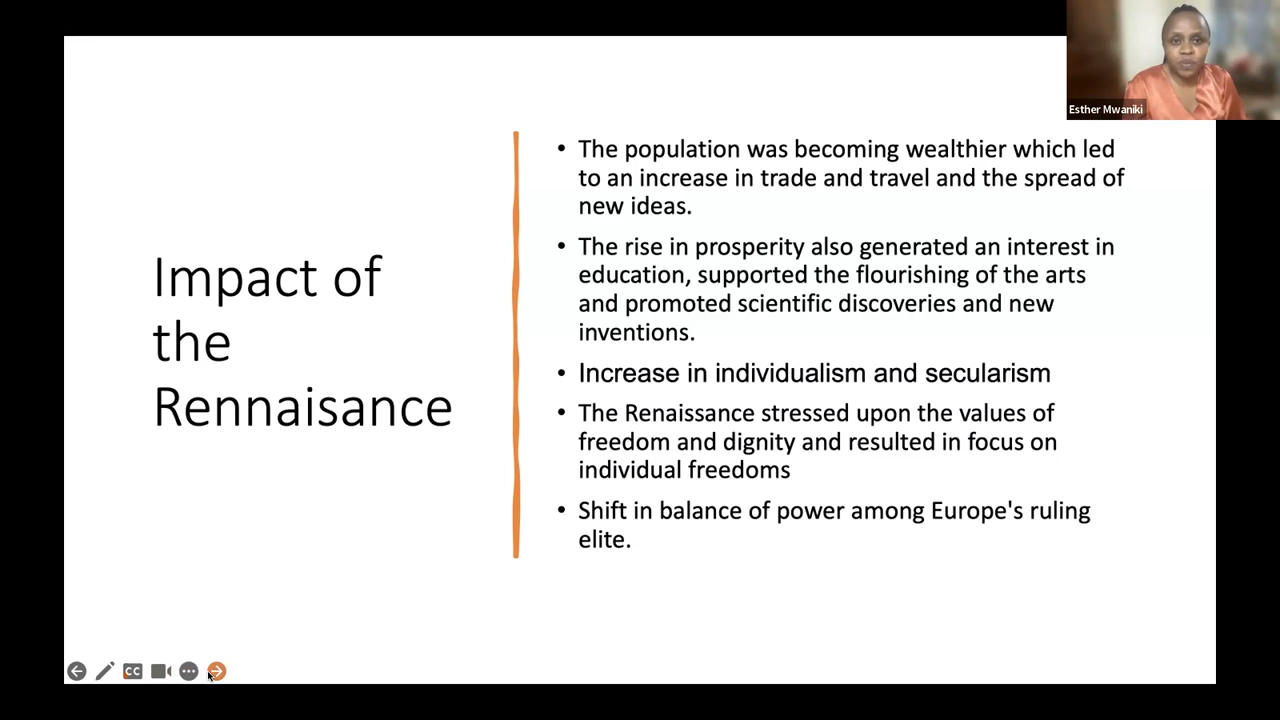 Esther Mwaniki
Impact of
the
Rennaisance
• The population was becoming wealthier which led
to an increase in trade and travel and the spread of
new ideas.
• The rise in prosperity also generated an interest in
education, supported the flourishing of the arts
and promoted scientific discoveries and new
inventions.
• Increase in individualism and secularism
• The Renaissance stressed upon the values of
freedom and dignity and resulted in focus on
individual freedoms
• Shift in balance of power among Europe's ruling
elite.
CC